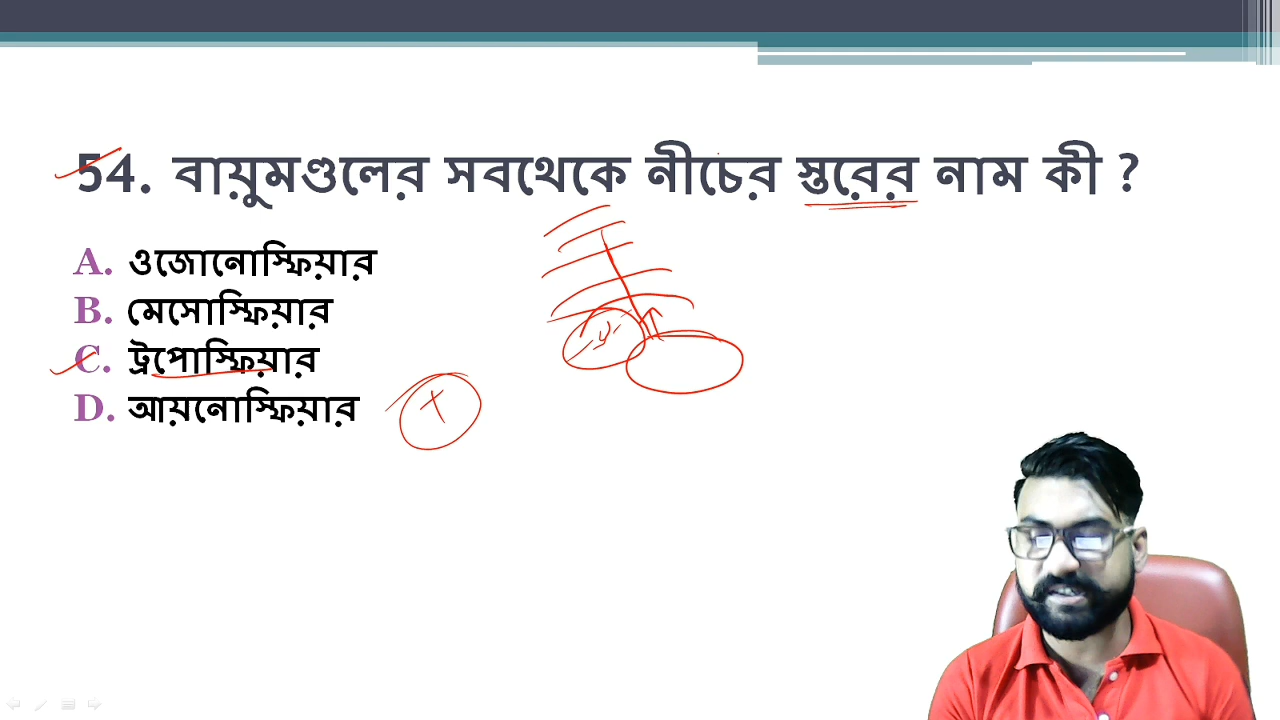 54. বায়ুমণ্ডলের সবথেকে নীচের স্তরের নাম কী ?
A. ওজোনোস্ফিয়ার
B. মেসোস্ফিয়ার
C. ট্রপোস্ফিয়ার
D. আয়নোস্ফিয়ার